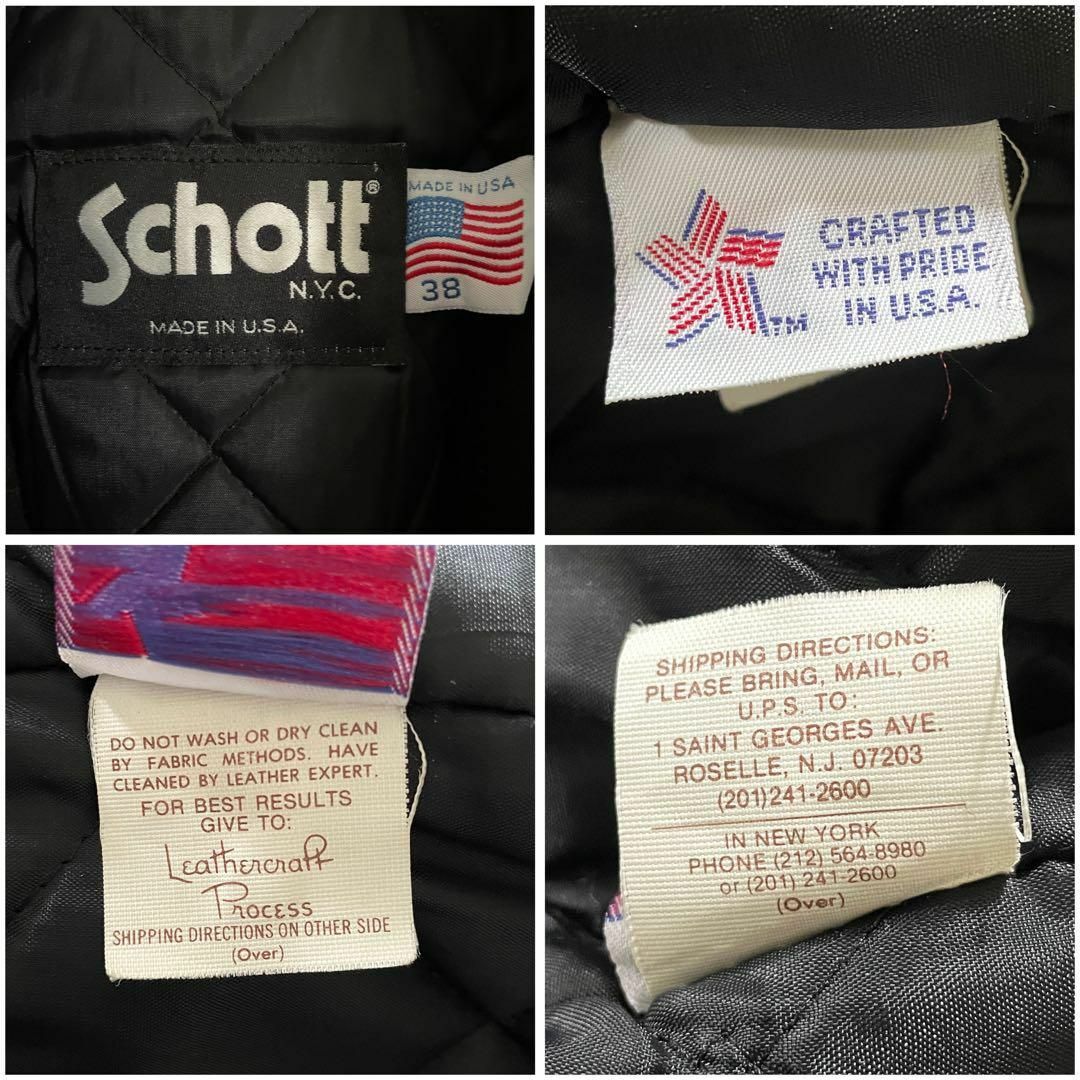 Schott®
N.Y.C.
MADE IN U.S.A.
MADE IN USA
38
CRAFTED
WITH PRIDE
IN U.S.A.
TM
DO NOT WASH OR DRY CLEAN
BY FABRIC METHODS. HAVE
CLEANED BY LEATHER EXPERT.
FOR BEST RESULTS
GIVE TO:
Leathercraft
Process
SHIPPING DIRECTIONS ON OTHER SIDE
(Over)
SHIPPING DIRECTIONS:
PLEASE BRING, MAIL, OR
U.P.S. TO:
1 SAINT GEORGES AVE.
ROSELLE, N.J. 07203
(201)241-2600
IN NEW YORK
PHONE (212) 564-8980
or (201) 241-2600
(Over)